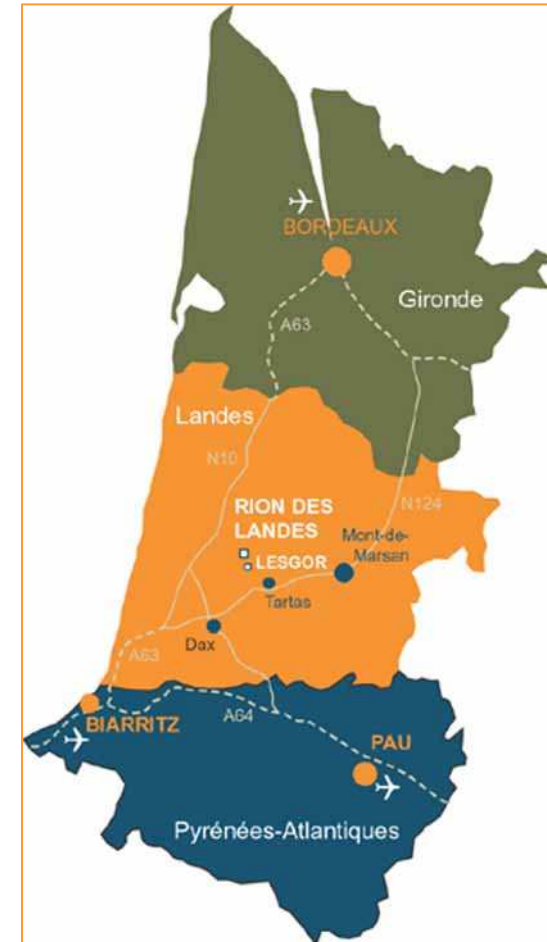 BORDEAUX
Gironde
A63
Landes
N10
N124
RION DES
LANDES
LESGOR
Mont-de-
Marsan
Tartas
Dax
A63
BIARRITZ
A64
PAU
Pyrénées-Atlantiques